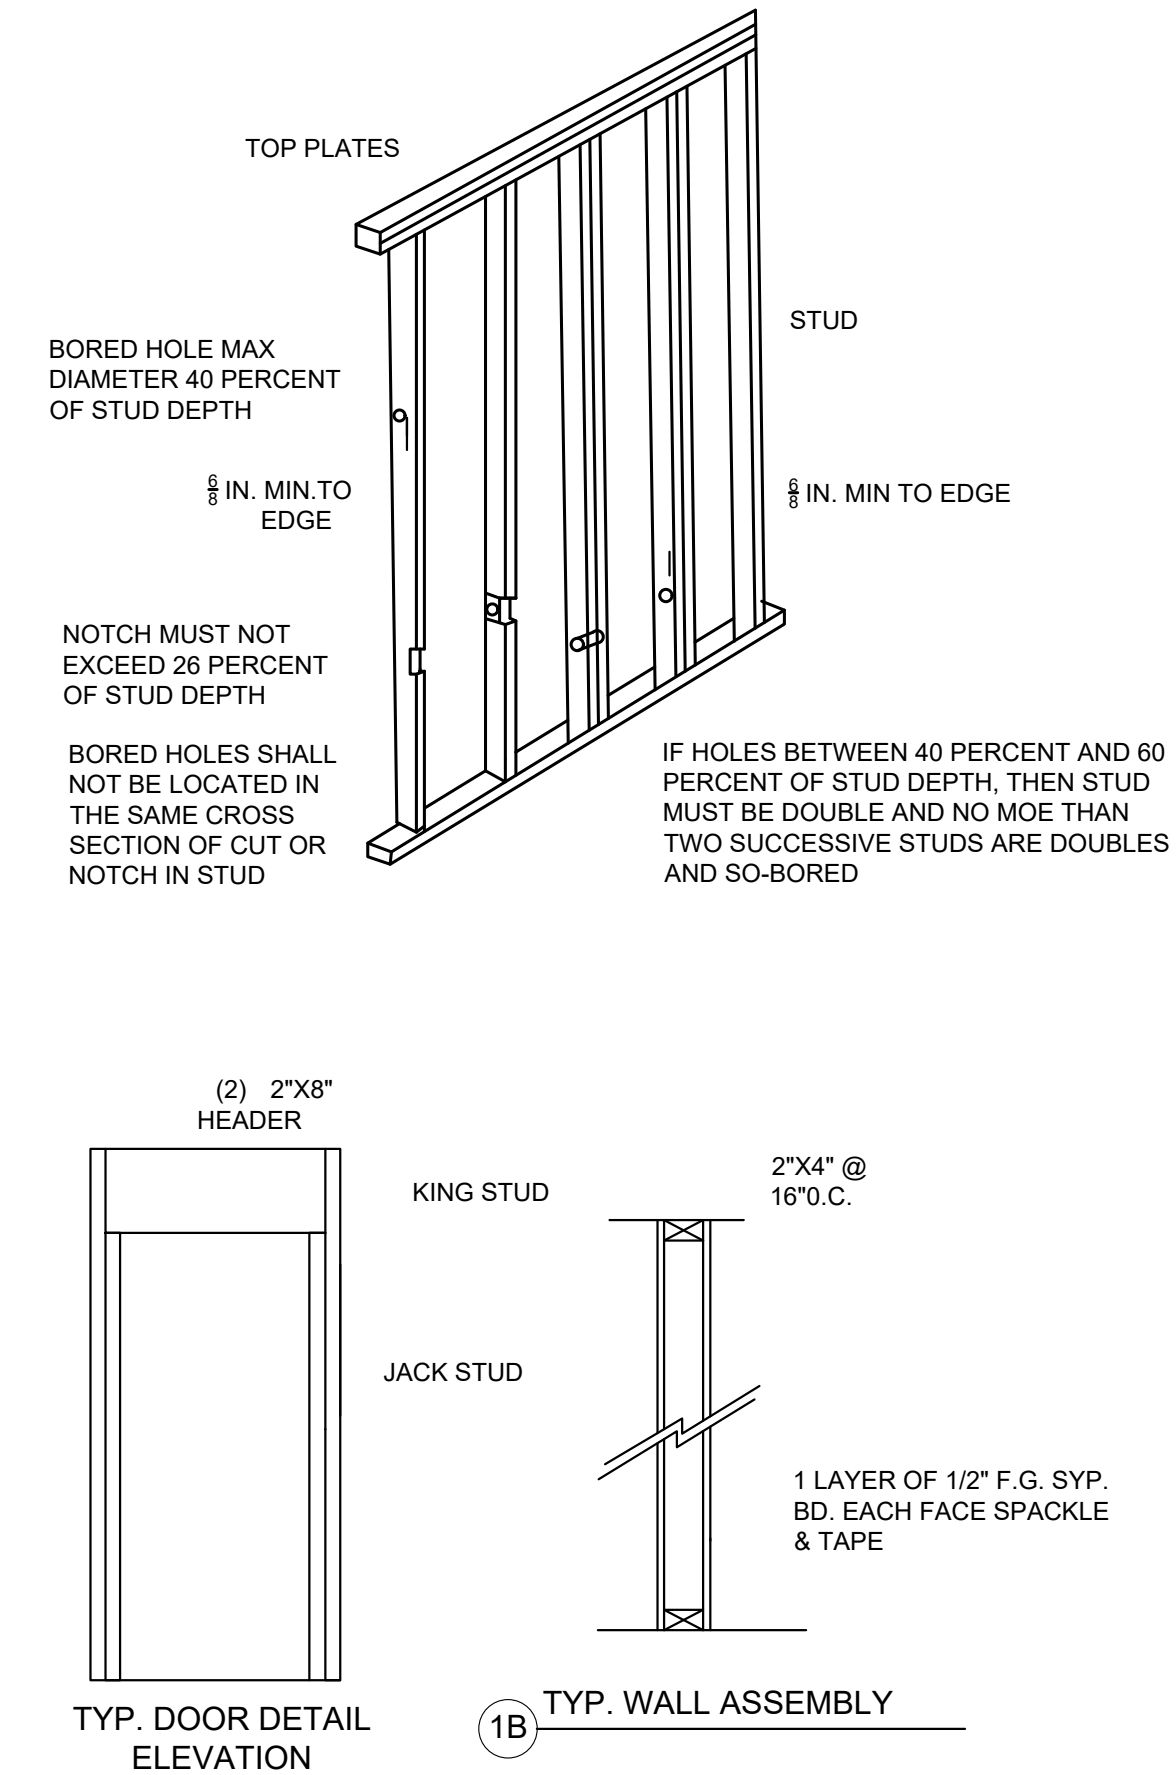 TOP PLATES
STUD
BORED HOLE MAX
DIAMETER 40 PERCENT
OF STUD DEPTH
6/8 IN. MIN.TO
EDGE
6/8 IN. MIN TO EDGE
NOTCH MUST NOT
EXCEED 26 PERCENT
OF STUD DEPTH
BORED HOLES SHALL
NOT BE LOCATED IN
THE SAME CROSS
SECTION OF CUT OR
NOTCH IN STUD
IF HOLES BETWEEN 40 PERCENT AND 60
PERCENT OF STUD DEPTH, THEN STUD
MUST BE DOUBLE AND NO MOE THAN
TWO SUCCESSIVE STUDS ARE DOUBLES
AND SO-BORED
(2) 2"X8"
HEADER
KING STUD
JACK STUD
TYP. DOOR DETAIL
ELEVATION
2"X4" @
16"0.C.
1 LAYER OF 1/2" F.G. SYP.
BD. EACH FACE SPACKLE
& TAPE
1B TYP. WALL ASSEMBLY